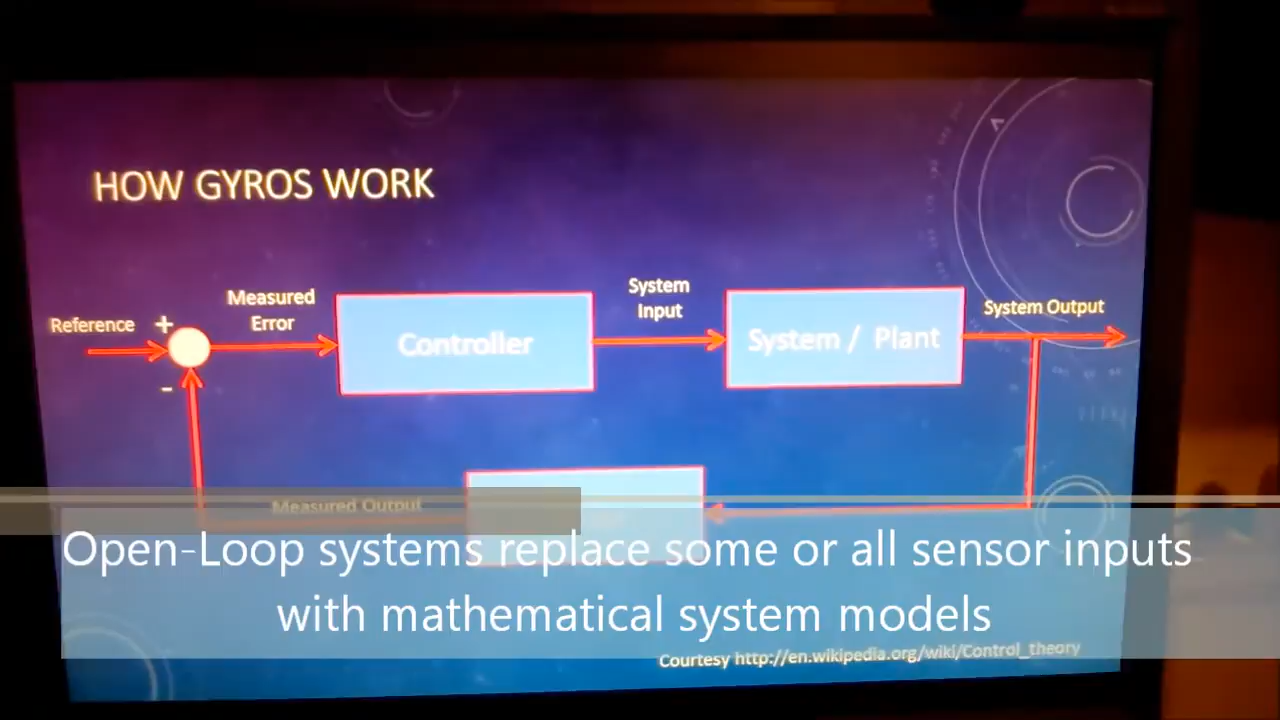 HOW GYROS WORK
Reference
+
-
Measured
Error
Controller
System
Input
System / Plant
System Output
Measured Output
Open-Loop systems replace some or all sensor inputs
with mathematical system models
Courtesy http://en.wikipedia.org/wiki/Control_theory